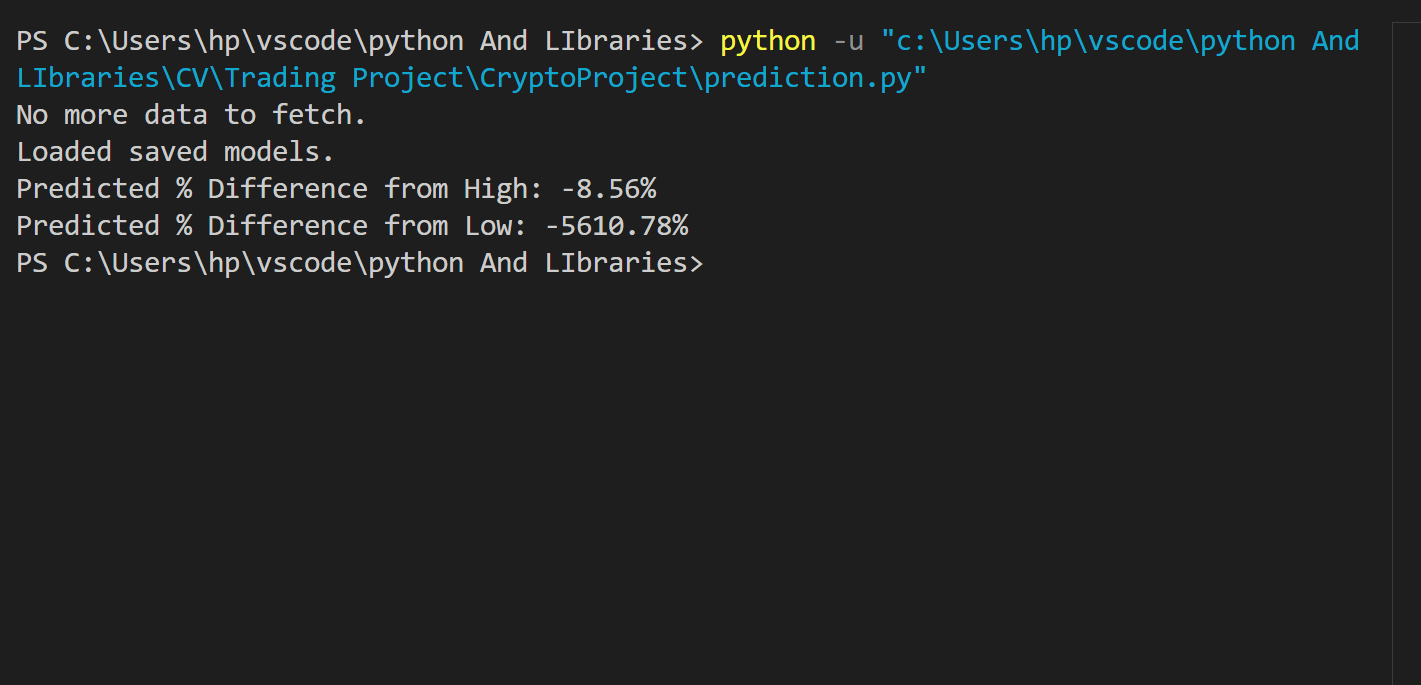 PS C:\Users\hp\vscode\python And LIbraries> python -u "c:\Users\hp\vscode\python And
LIbraries\CV\Trading Project\CryptoProject\prediction.py"
No more data to fetch.
Loaded saved models.
Predicted % Difference from High: -8.56%
Predicted % Difference from Low: -5610.78%
PS C:\Users\hp\vscode\python And LIbraries>